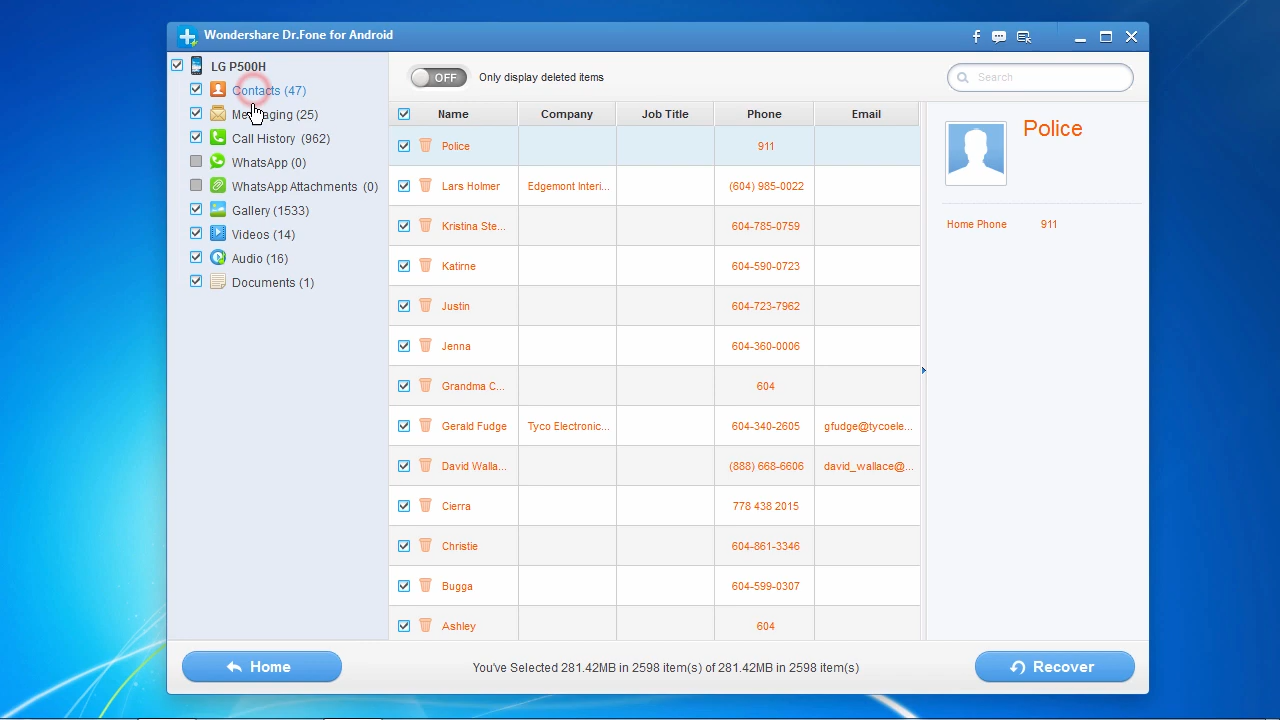 Wondershare Dr.Fone for Android
LG P500H
Contacts (47)
Messaging (25)
Call History (962)
WhatsApp (0)
WhatsApp Attachments (0)
Gallery (1533)
Videos (14)
Audio (16)
Documents (1)
OFF Only display deleted items
Search
Name Company Job Title Phone Email
Police 911
Lars Holmer Edgemont Interi... (604) 985-0022
Kristina Ste... 604-785-0759
Katirne 604-590-0723
Justin 604-723-7962
Jenna 604-360-0006
Grandma C... 604
Gerald Fudge Tyco Electronic... 604-340-2605 gfudge@tycoele...
David Walla... (888) 668-6606 david_wallace@...
Cierra 778 438 2015
Christie 604-861-3346
Bugga 604-599-0307
Ashley 604
Police
Home Phone 911
Home
You've Selected 281.42MB in 2598 item(s) of 281.42MB in 2598 item(s)
Recover